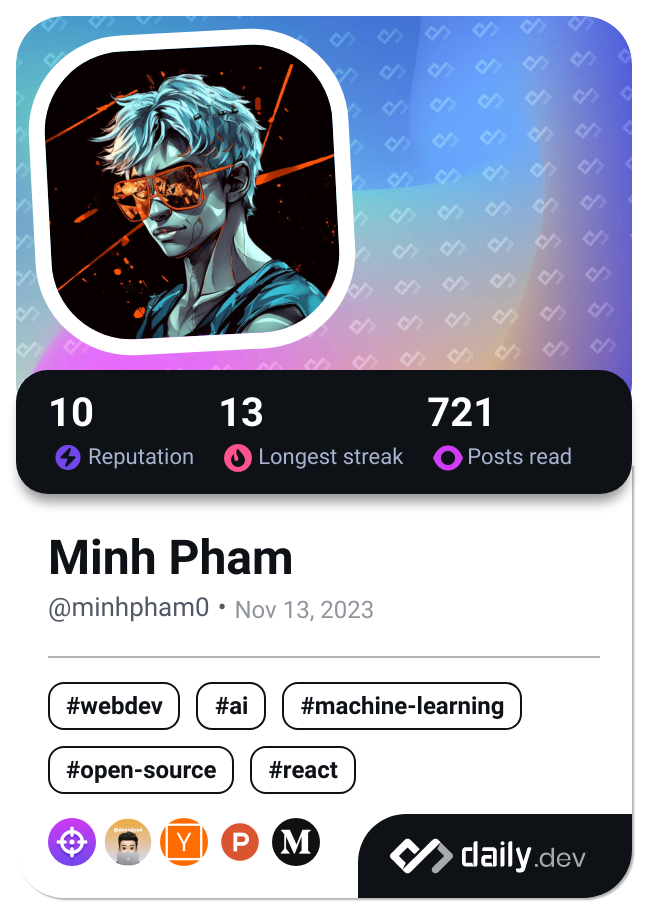 10 13 721
Reputation Longest streak Posts read
Minh Pham
@minhpham0 • Nov 13, 2023
#webdev #ai #machine-learning
#open-source #react
Y P M
daily.dev